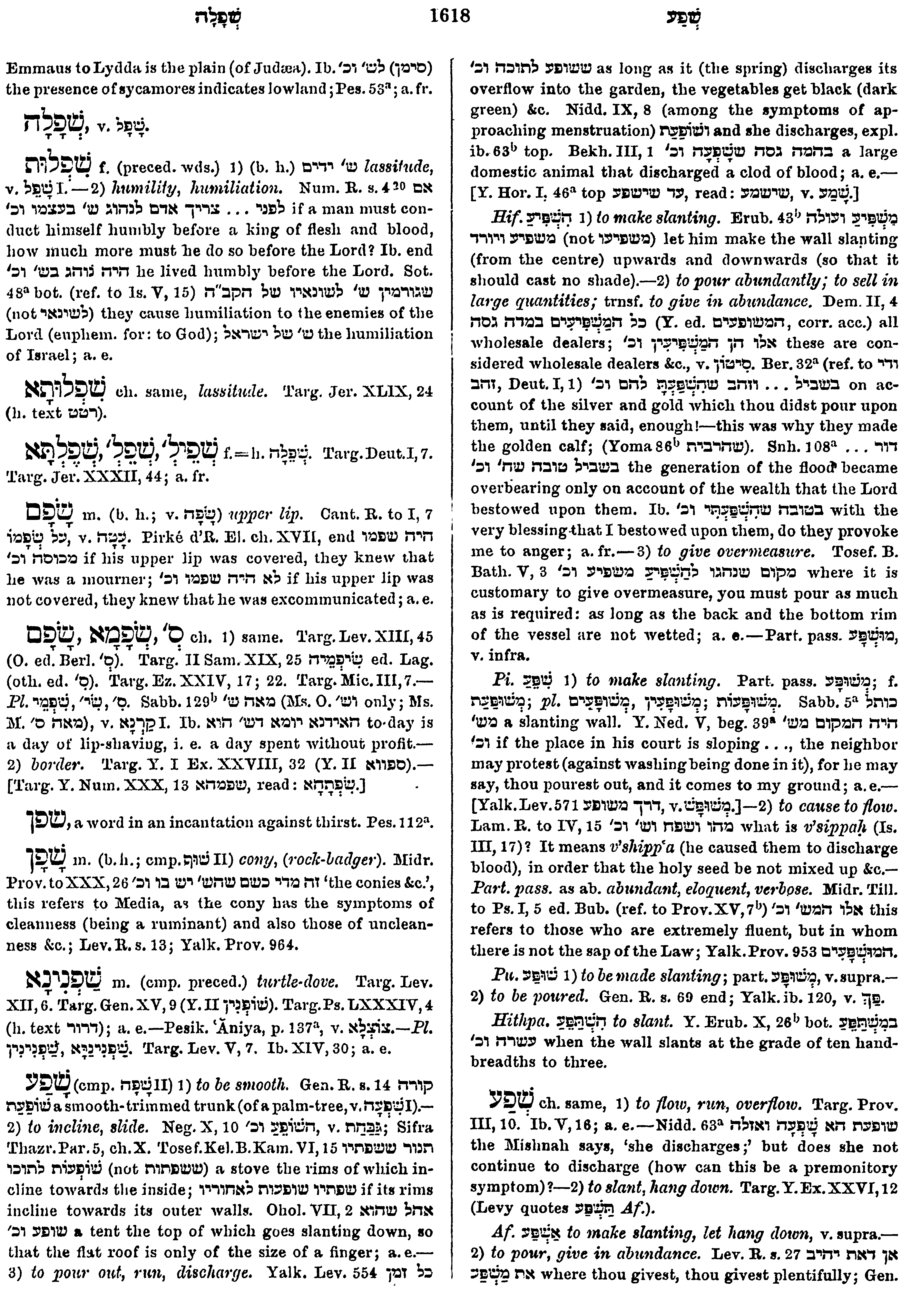 שְׁפָלָה 1618 שְׁפַע
Emmaus to Lydda is the plain (of Judæa). Ib. (סימן) לש' וכ'
the presence of sycamores indicates lowland; Pes. 53ᵃ; a. fr.
שְׁפָלָה, v. שָׁפָל.
שִׁפְלוּת f. (preced. wds.) 1) (b. h.) ש' ידים lassitude,
v. שָׁפָל I.—2) humility, humiliation. Num. R. s. 4²⁰ אם
לפני ... צריך אדם לנהוג ש' בעצמו וכ' if a man must con-
duct himself humbly before a king of flesh and blood,
how much more must he do so before the Lord? Ib. end
היה נוהג בש' וכ' he lived humbly before the Lord. Sot.
48ᵃ bot. (ref. to Is. V, 15) שגורמין ש' לשונאיו של הקב"ה
(not לשונאי) they cause humiliation to the enemies of the
Lord (euphem. for: to God); ש' של ישראל the humiliation
of Israel; a. e.
שִׁפְלוּתָא ch. same, lassitude. Targ. Jer. XLIX, 24
(h. text רטט).
שְׁפֵילְ', שְׁפֵלְ', שְׁפֶלְתָּא f.=h. שְׁפֵלָה. Targ. Deut. I, 7.
Targ. Jer. XXXII, 44; a. fr.
שָׂפָם m. (b. h.; v. שָׂפָה) upper lip. Cant. R. to I, 7
על שְׂפָמוֹ, v. עָטָה. Pirké d'R. El. ch. XVII, end היה שפמו
מכוסה וכ' if his upper lip was covered, they knew that
he was a mourner; לא היה שפמו וכ' if his upper lip was
not covered, they knew that he was excommunicated; a. e.
שָׂפָם, שָׂפְמָא, ס' ch. 1) same. Targ. Lev. XIII, 45
(O. ed. Berl. ס'). Targ. II Sam. XIX, 25 שִׂיפְמֵיה ed. Lag.
(oth. ed. ס'). Targ. Ez. XXIV, 17; 22. Targ. Mic. III, 7.—
Pl. שְׂפָמֵי, שׂוּ', ס'. Sabb. 129ᵇ מאה ש' (Ms. O. וש' only; Ms.
M. מאה ס'), v. קַרְנָא I. Ib. האידנא יומא דש' הוא to-day is
a day of lip-shaving, i. e. a day spent without profit.—
2) border. Targ. Y. I Ex. XXVIII, 32 (Y. II ספווא).—
[Targ. Y. Num. XXX, 13 שפמהא, read: שִׂפְתָהָא.]
שפן, a word in an incantation against thirst. Pes. 112ᵃ.
שָׁפָן m. (b. h.; cmp. שׁוּף II) cony, (rock-badger). Midr.
Prov. to XXX, 26 זה מדי כשם שהש' יש בו וכ' 'the conies &c.',
this refers to Media, as the cony has the symptoms of
cleanness (being a ruminant) and also those of unclean-
ness &c.; Lev. R. s. 13; Yalk. Prov. 964.
שַׁפְנִינָא m. (cmp. preced.) turtle-dove. Targ. Lev.
XII, 6. Targ. Gen. XV, 9 (Y. II שׁוֹפְנִין). Targ. Ps. LXXXIV, 4
(h. text דרור); a. e.—Pesik. 'Ăniya, p. 137ᵃ, v. צוֹצְלָא.—Pl.
שַׁפְנִינַיָּא, שַׁפְנִינִין. Targ. Lev. V, 7. Ib. XIV, 30; a. e.
שָׁפַע (cmp. שָׁפָה II) 1) to be smooth. Gen. R. s. 14 קורה
שׁוֹפַעַת a smooth-trimmed trunk (of a palm-tree, v. שִׁפְעָה I).—
2) to incline, slide. Neg. X, 10 הַשּׁוֹפֵעַ וכ', v. גַּבַּחַת; Sifra
Thazr. Par. 5, ch. X. Tosef. Kel. B. Kam. VI, 15 תנור ששפתיו
שׁוֹפְעוֹת לתוכו (not ששפתות) a stove the rims of which in-
cline towards the inside; שפתיו שופעות לאחוריו if its rims
incline towards its outer walls. Ohol. VII, 2 אהל שהוא
שופע וכ' a tent the top of which goes slanting down, so
that the flat roof is only of the size of a finger; a. e.—
3) to pour out, run, discharge. Yalk. Lev. 554 כל זמן
ששופע לתוכה וכ' as long as it (the spring) discharges its
overflow into the garden, the vegetables get black (dark
green) &c. Nidd. IX, 8 (among the symptoms of ap-
proaching menstruation) וְשׁוֹפַעַת and she discharges, expl.
ib. 63ᵇ top. Bekh. III, 1 בהמה גסה שֶׁשָּׁפְעָה וכ' a large
domestic animal that discharged a clod of blood; a. e.—
[Y. Hor. I, 46ᵃ top עד שישפע, read: שישמע, v. שָׁמַע.]
Hif. הִשְׁפִּיעַ 1) to make slanting. Erub. 43ᵇ מַשְׁפִּיעַ ועולה
משפיע ויורד (not משפיעו) let him make the wall slanting
(from the centre) upwards and downwards (so that it
should cast no shade).—2) to pour abundantly; to sell in
large quantities; trnsf. to give in abundance. Dem. II, 4
כל הַמַּשְׁפִּיעִים במדה גסה (Y. ed. המשופעים, corr. acc.) all
wholesale dealers; אלו הן הַמַּשְׁפִּיעִין וכ' these are con-
sidered wholesale dealers &c., v. סִיטוֹן. Ber. 32ᵃ (ref. to ודי
זהב, Deut. I, 1) בשביל ... וזהב שֶׁהִשְׁפַּעְתָּ להם וכ' on ac-
count of the silver and gold which thou didst pour upon
them, until they said, enough!—this was why they made
the golden calf; (Yoma 86ᵇ שהרבית). Snh. 108ᵃ דור ...
בשביל טובה שה' וכ' the generation of the flood became
overbearing only on account of the wealth that the Lord
bestowed upon them. Ib. בטובה שֶׁהִשְׁפַּעְתִּי וכ' with the
very blessing that I bestowed upon them, do they provoke
me to anger; a. fr.—3) to give overmeasure. Tosef. B.
Bath. V, 3 מקום שנהגו לְהַשְׁפִּיעַ משפיע וכ' where it is
customary to give overmeasure, you must pour as much
as is required: as long as the back and the bottom rim
of the vessel are not wetted; a. e.—Part. pass. מוּשְׁפָּע,
v. infra.
Pi. שִׁפֵּעַ 1) to make slanting. Part. pass. מְשׁוּפָּע; f.
מְשׁוּפַּעַת; pl. מְשׁוּפָּעִים, מְשׁוּפָּעִין; מְשׁוּפָּעוֹת. Sabb. 5ᵃ כותל
מש' a slanting wall. Y. Ned. V, beg. 39ᵃ היה המקום מש'
וכ' if the place in his court is sloping . . ., the neighbor
may protest (against washing being done in it), for he may
say, thou pourest out, and it comes to my ground; a. e.—
[Yalk. Lev. 571 דרך משופע, v. מְשׁוּפָּשׁ.]—2) to cause to flow.
Lam. R. to IV, 15 מהו ושפח וש' וכ' what is v'sippaḥ (Is.
III, 17)? It means v'shipp'a (he caused them to discharge
blood), in order that the holy seed be not mixed up &c.—
Part. pass. as ab. abundant, eloquent, verbose. Midr. Till.
to Ps. I, 5 ed. Bub. (ref. to Prov. XV, 7ᵇ) אלו המש' וכ' this
refers to those who are extremely fluent, but in whom
there is not the sap of the Law; Yalk. Prov. 953 המושפעים.
Pu. שׁוּפַּע 1) to be made slanting; part. מְשׁוּפָּע, v. supra.—
2) to be poured. Gen. R. s. 69 end; Yalk. ib. 120, v. פַּךְ.
Hithpa. הִשְׁתַּפֵּעַ to slant. Y. Erub. X, 26ᵇ bot. במִשְׁתַּפֵּעַ
עשרה וכ' when the wall slants at the grade of ten hand-
breadths to three.
שְׁפַע ch. same, 1) to flow, run, overflow. Targ. Prov.
III, 10. Ib. V, 16; a. e.—Nidd. 63ᵃ שופעת הא שָׁפְעָה ואזלה
the Mishnah says, 'she discharges;' but does she not
continue to discharge (how can this be a premonitory
symptom)?—2) to slant, hang down. Targ. Y. Ex. XXVI, 12
(Levy quotes תַּשְׁפַּע Af.).
Af. אַשְׁפַּע to make slanting, let hang down, v. supra.—
2) to pour, give in abundance. Lev. R. s. 27 אן דאת יהיב
את מַשְׁפַּע where thou givest, thou givest plentifully; Gen.